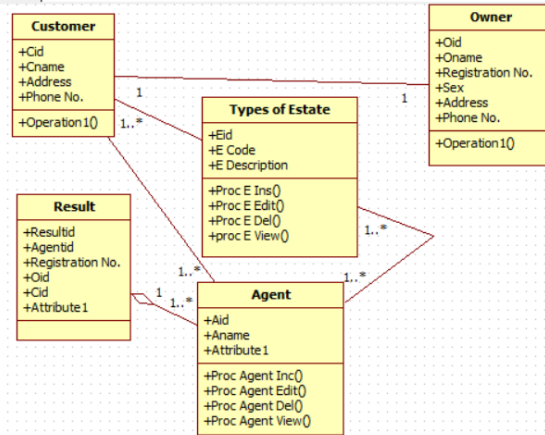 Customer
+Cid
+Cname
+Address
+Phone No.
+Operation1()
Owner
+Oid
+Oname
+Registration No.
+Sex
+Address
+Phone No.
+Operation1()
1
1
1..*
Types of Estate
+Eid
+E Code
+E Description
+Proc E Ins()
+Proc E Edit()
+Proc E Del()
+proc E View()
Result
+Resultid
+Agentid
+Registration No.
+Oid
+Cid
+Attribute1
1..*
1..*
1..*
1
1..*
Agent
+Aid
+Aname
+Attribute1
+Proc Agent Inc()
+Proc Agent Edit()
+Proc Agent Del()
+Proc Agent View()